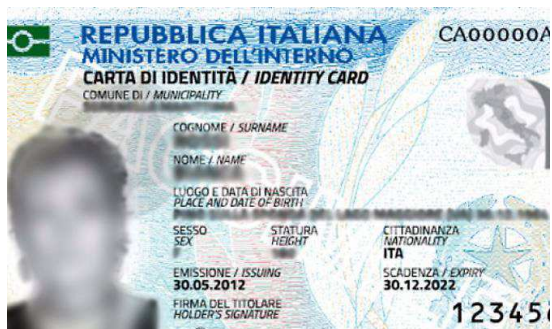 REPUBBLICA ITALIANA
CA00000A
MINISTERO DELL'INTERNO
CARTA DI IDENTITÀ / IDENTITY CARD
COMUNE DI / MUNICIPALITY
COGNOME / SURNAME
NOME / NAME
LUOGO E DATA DI NASCITA
PLACE AND DATE OF BIRTH
SESSO STATURA CITTADINANZA
SEX HEIGHT NATIONALITY
ITA
EMISSIONE / ISSUING SCADENZA / EXPIRY
30.05.2012 30.12.2022
FIRMA DEL TITOLARE
HOLDER'S SIGNATURE
12345